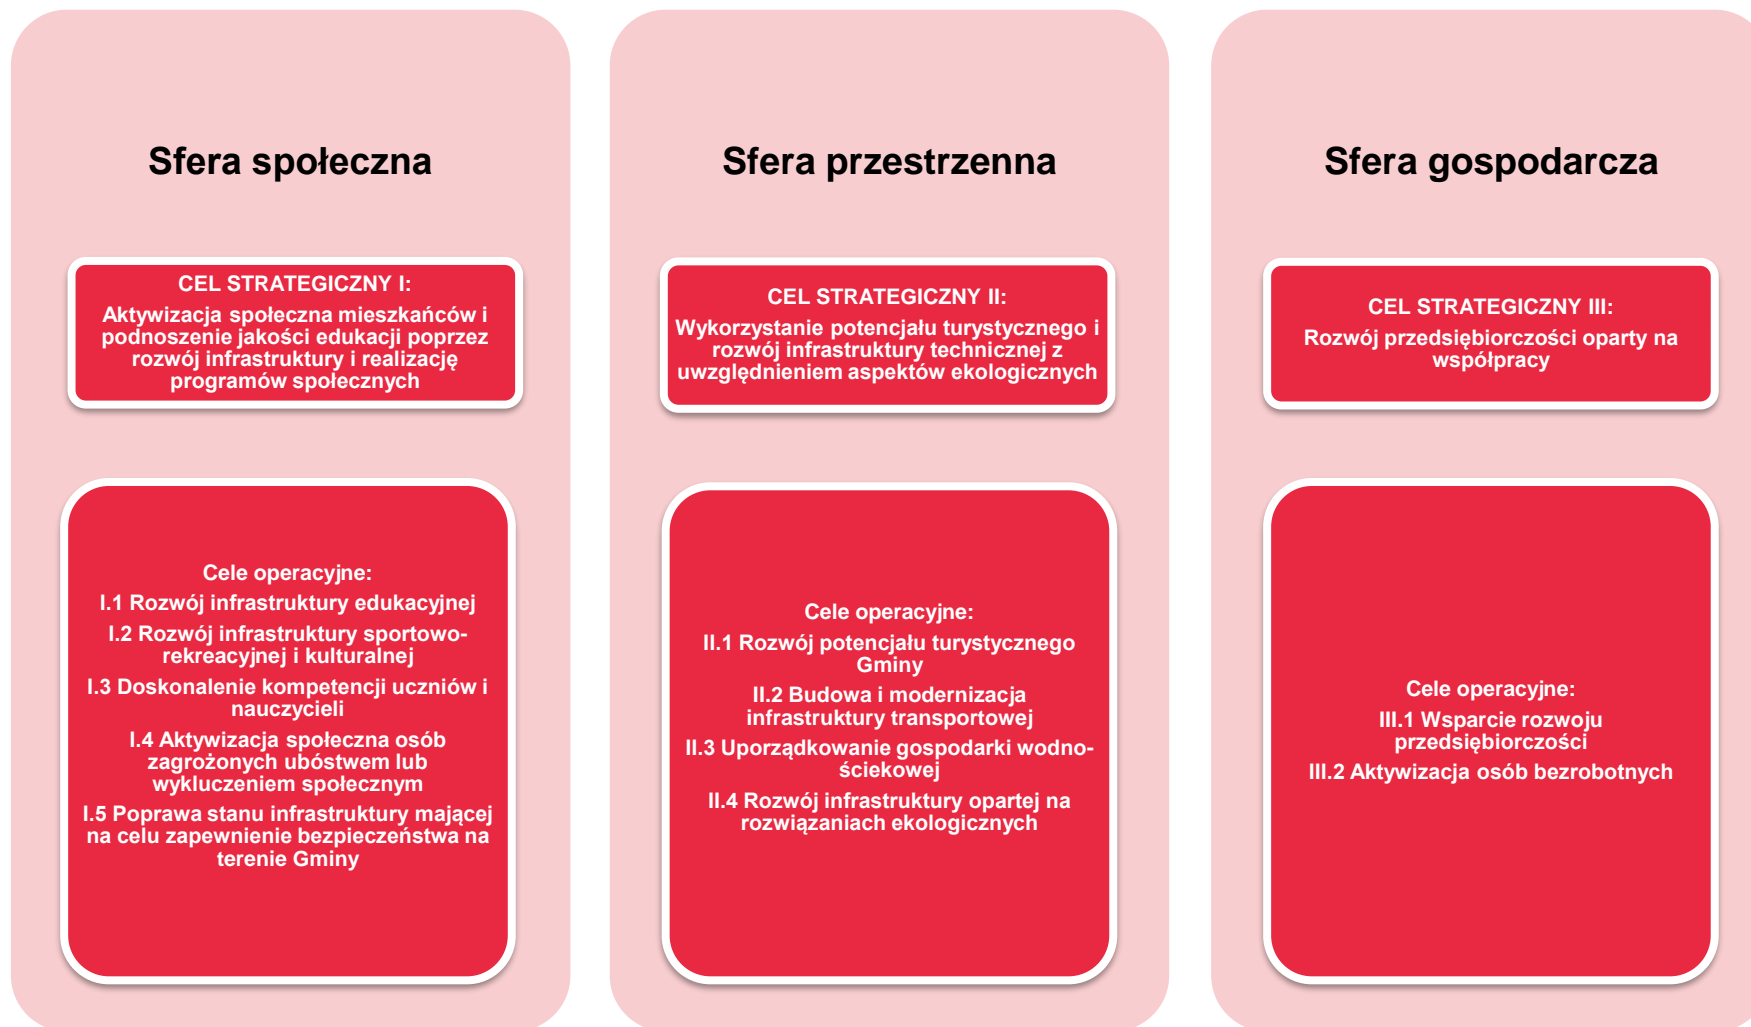 Sfera społeczna
CEL STRATEGICZNY I:
Aktywizacja społeczna mieszkańców i
podnoszenie jakości edukacji poprzez
rozwój infrastruktury i realizację
programów społecznych
Cele operacyjne:
I.1 Rozwój infrastruktury edukacyjnej
I.2 Rozwój infrastruktury sportowo-
rekreacyjnej i kulturalnej
I.3 Doskonalenie kompetencji uczniów i
nauczycieli
I.4 Aktywizacja społeczna osób
zagrożonych ubóstwem lub
wykluczeniem społecznym
I.5 Poprawa stanu infrastruktury mającej
na celu zapewnienie bezpieczeństwa na
terenie Gminy
Sfera przestrzenna
CEL STRATEGICZNY II:
Wykorzystanie potencjału turystycznego i
rozwój infrastruktury technicznej z
uwzględnieniem aspektów ekologicznych
Cele operacyjne:
II.1 Rozwój potencjału turystycznego
Gminy
II.2 Budowa i modernizacja
infrastruktury transportowej
II.3 Uporządkowanie gospodarki wodno-
ściekowej
II.4 Rozwój infrastruktury opartej na
rozwiązaniach ekologicznych
Sfera gospodarcza
CEL STRATEGICZNY III:
Rozwój przedsiębiorczości oparty na
współpracy
Cele operacyjne:
III.1 Wsparcie rozwoju
przedsiębiorczości
III.2 Aktywizacja osób bezrobotnych